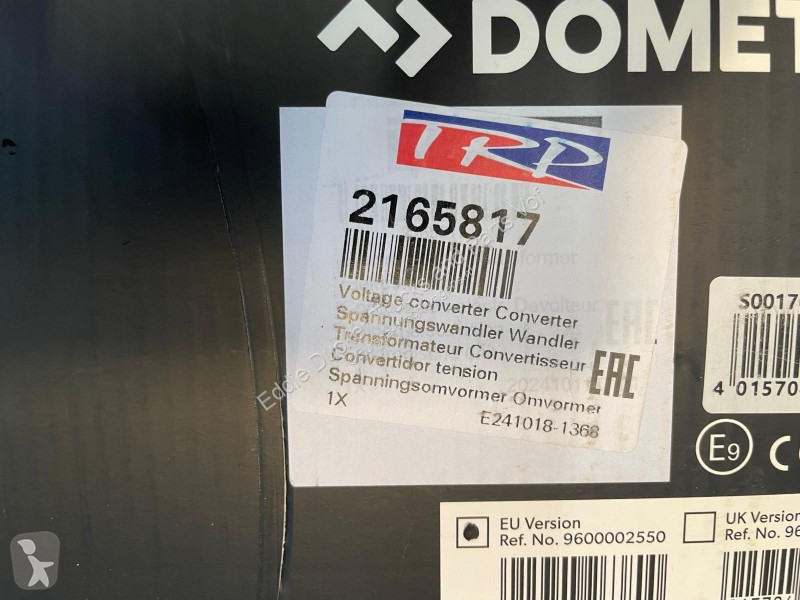 DOMET
TRP
2165817
Voltage converter Converter
Spannungswandler Wandler
Transformateur Convertisseur
Convertidor tension
Spanningsomvormer Omvormer
1X
E241018-1368
EAC
S0017
4 01570
E9
C
EU Version
Ref. No. 9600002550
UK Version
Ref. No. 96